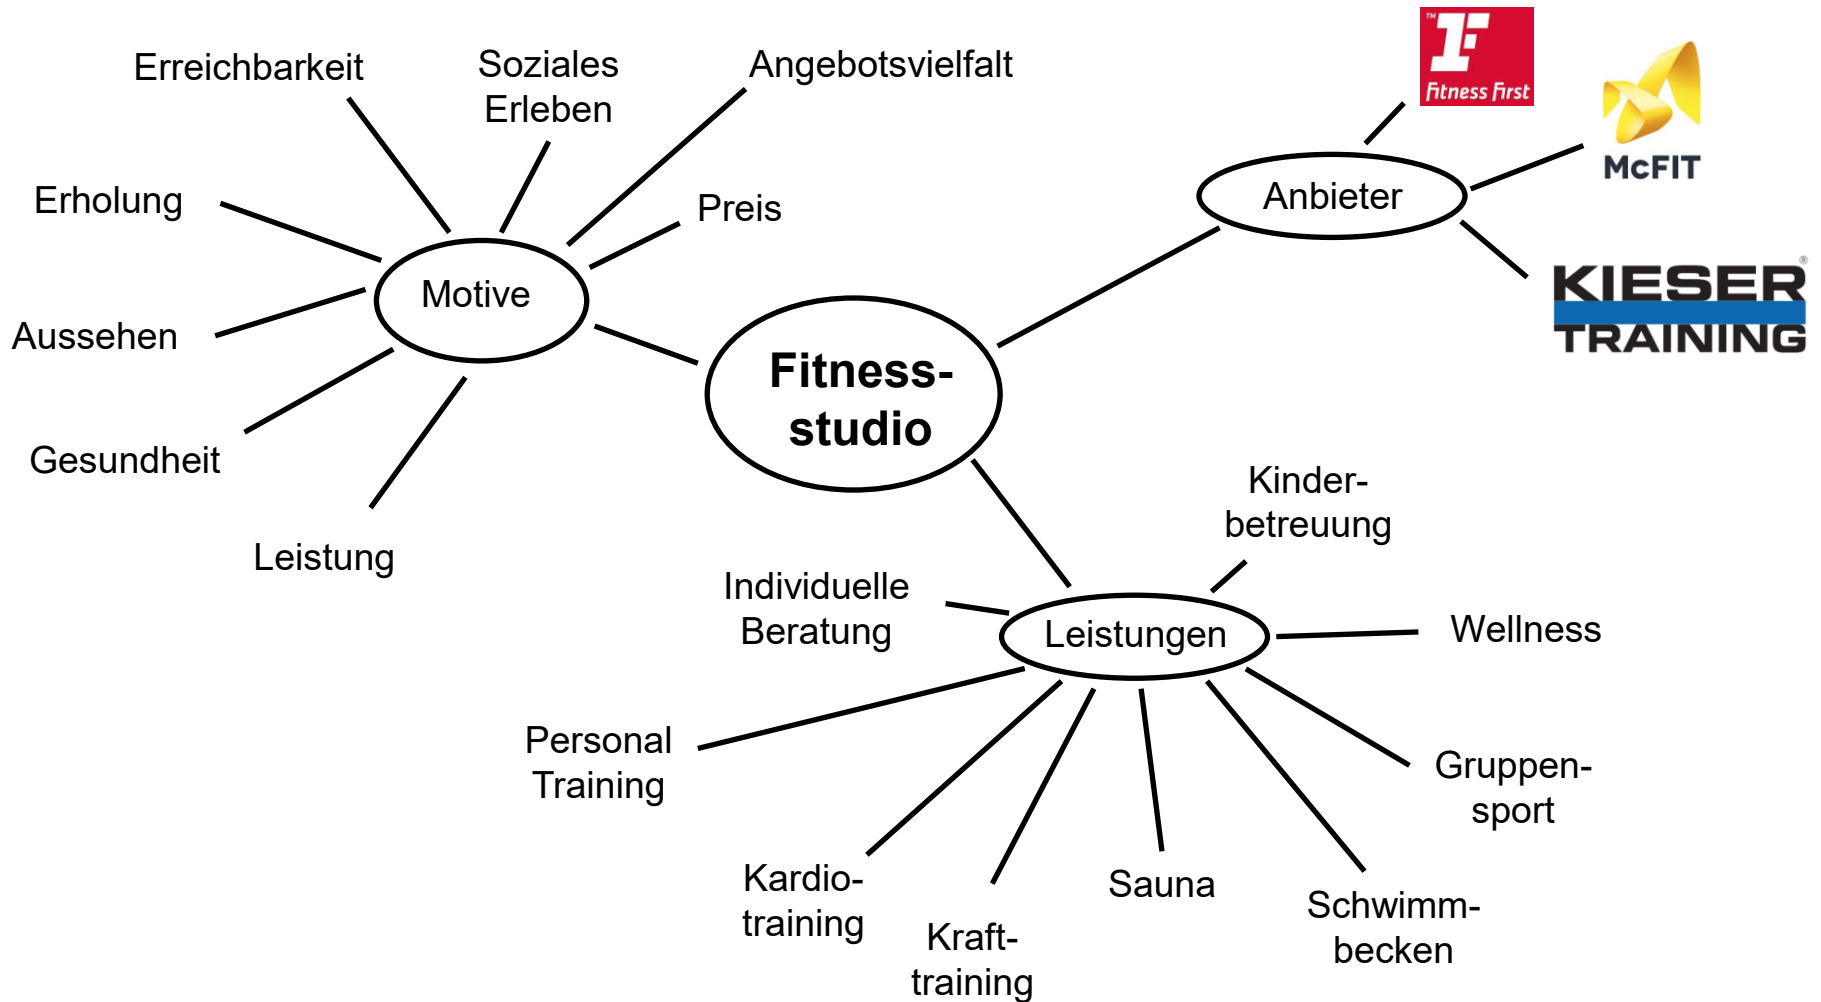 Erreichbarkeit
Soziales
Erleben
Angebotsvielfalt
Erholung
Preis
Motive
Aussehen
Gesundheit
Leistung
Fitness-
studio
™
Fitness First
McFIT
Anbieter
KIESER®
TRAINING
Kinder-
betreuung
Individuelle
Beratung
Leistungen
Wellness
Personal
Training
Gruppen-
sport
Kardio-
training
Kraft-
training
Sauna
Schwimm-
becken